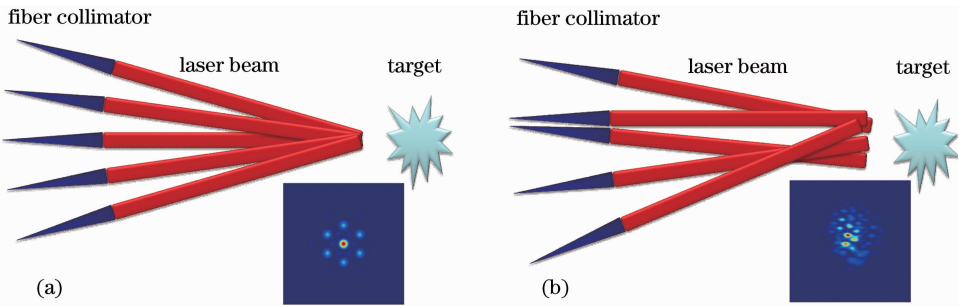 fiber collimator
laser beam
target
(a)
fiber collimator
laser beam
target
(b)